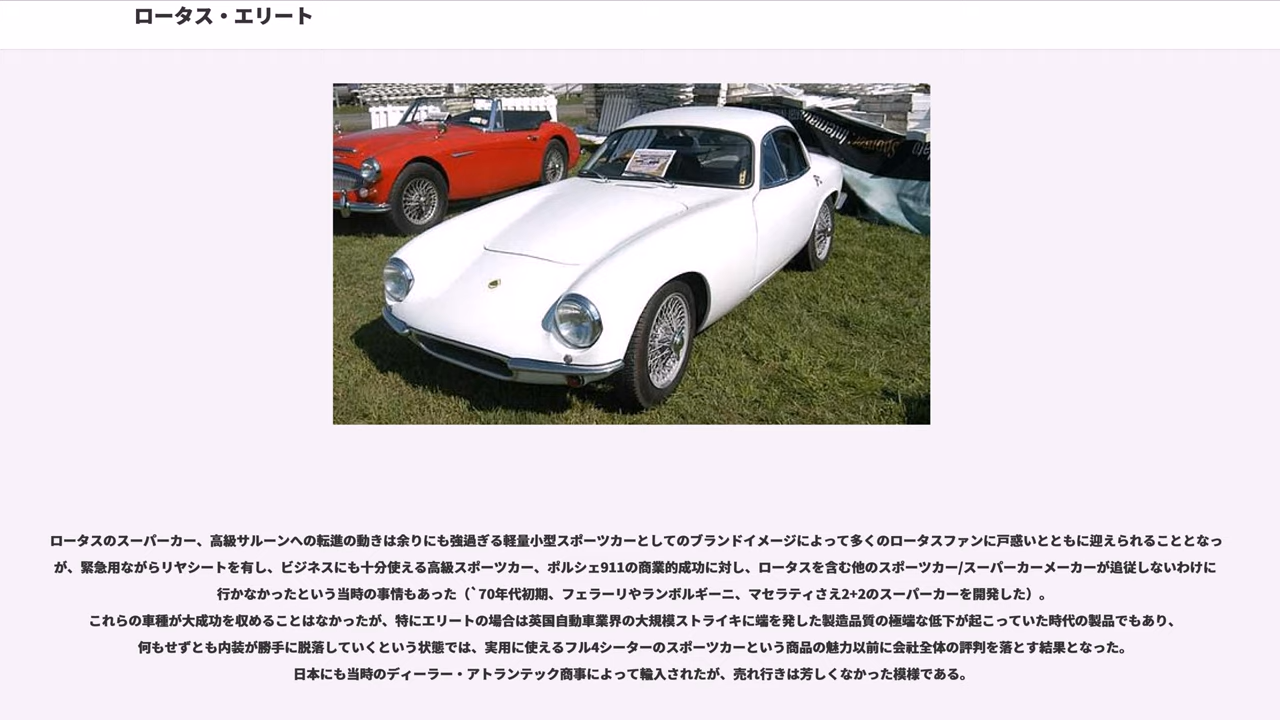 ロータス・エリート
International
ロータスのスーパーカー、高級サルーンへの転進の動きは余りにも強過ぎる軽量小型スポーツカーとしてのブランドイメージによって多くのロータスファンに戸惑いとともに迎えられることとなっ
が、緊急用ながらリヤシートを有し、ビジネスにも十分使える高級スポーツカー、ポルシェ911の商業的成功に対し、ロータスを含む他のスポーツカー/スーパーカーメーカーが追従しないわけに
行かなかったという当時の事情もあった（`70年代初期、フェラーリやランボルギーニ、マセラティさえ2+2のスーパーカーを開発した）。
これらの車種が大成功を収めることはなかったが、特にエリートの場合は英国自動車業界の大規模ストライキに端を発した製造品質の極端な低下が起こっていた時代の製品でもあり、
何もせずとも内装が勝手に脱落していくという状態では、実用に使えるフル4シーターのスポーツカーという商品の魅力以前に会社全体の評判を落とす結果となった。
日本にも当時のディーラー・アトランテック商事によって輸入されたが、売れ行きは芳しくなかった模様である。